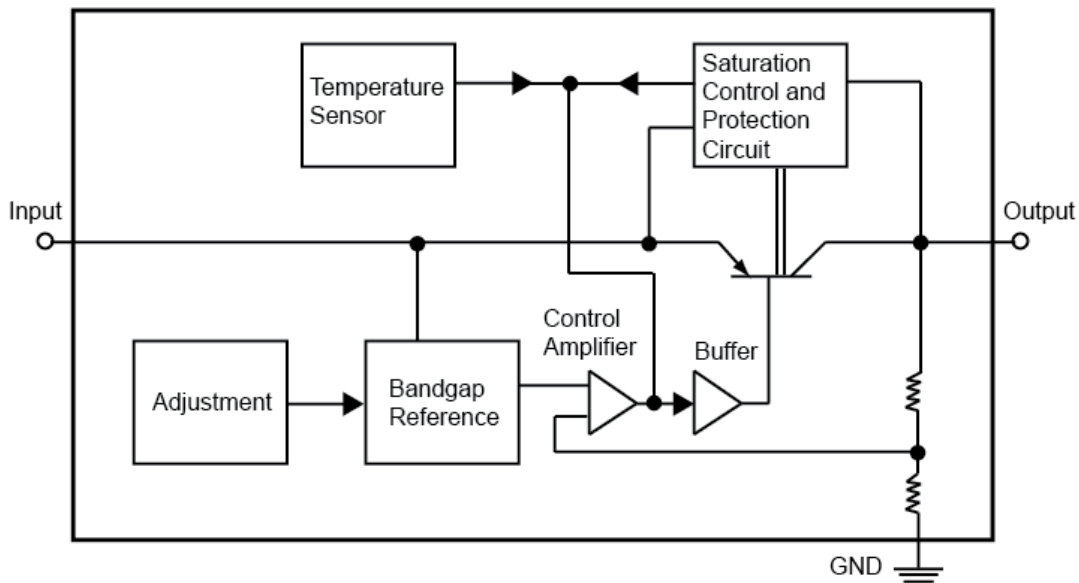 Temperature
Sensor
Saturation
Control and
Protection
Circuit
Input
Output
Control
Amplifier
Buffer
Adjustment
Bandgap
Reference
GND